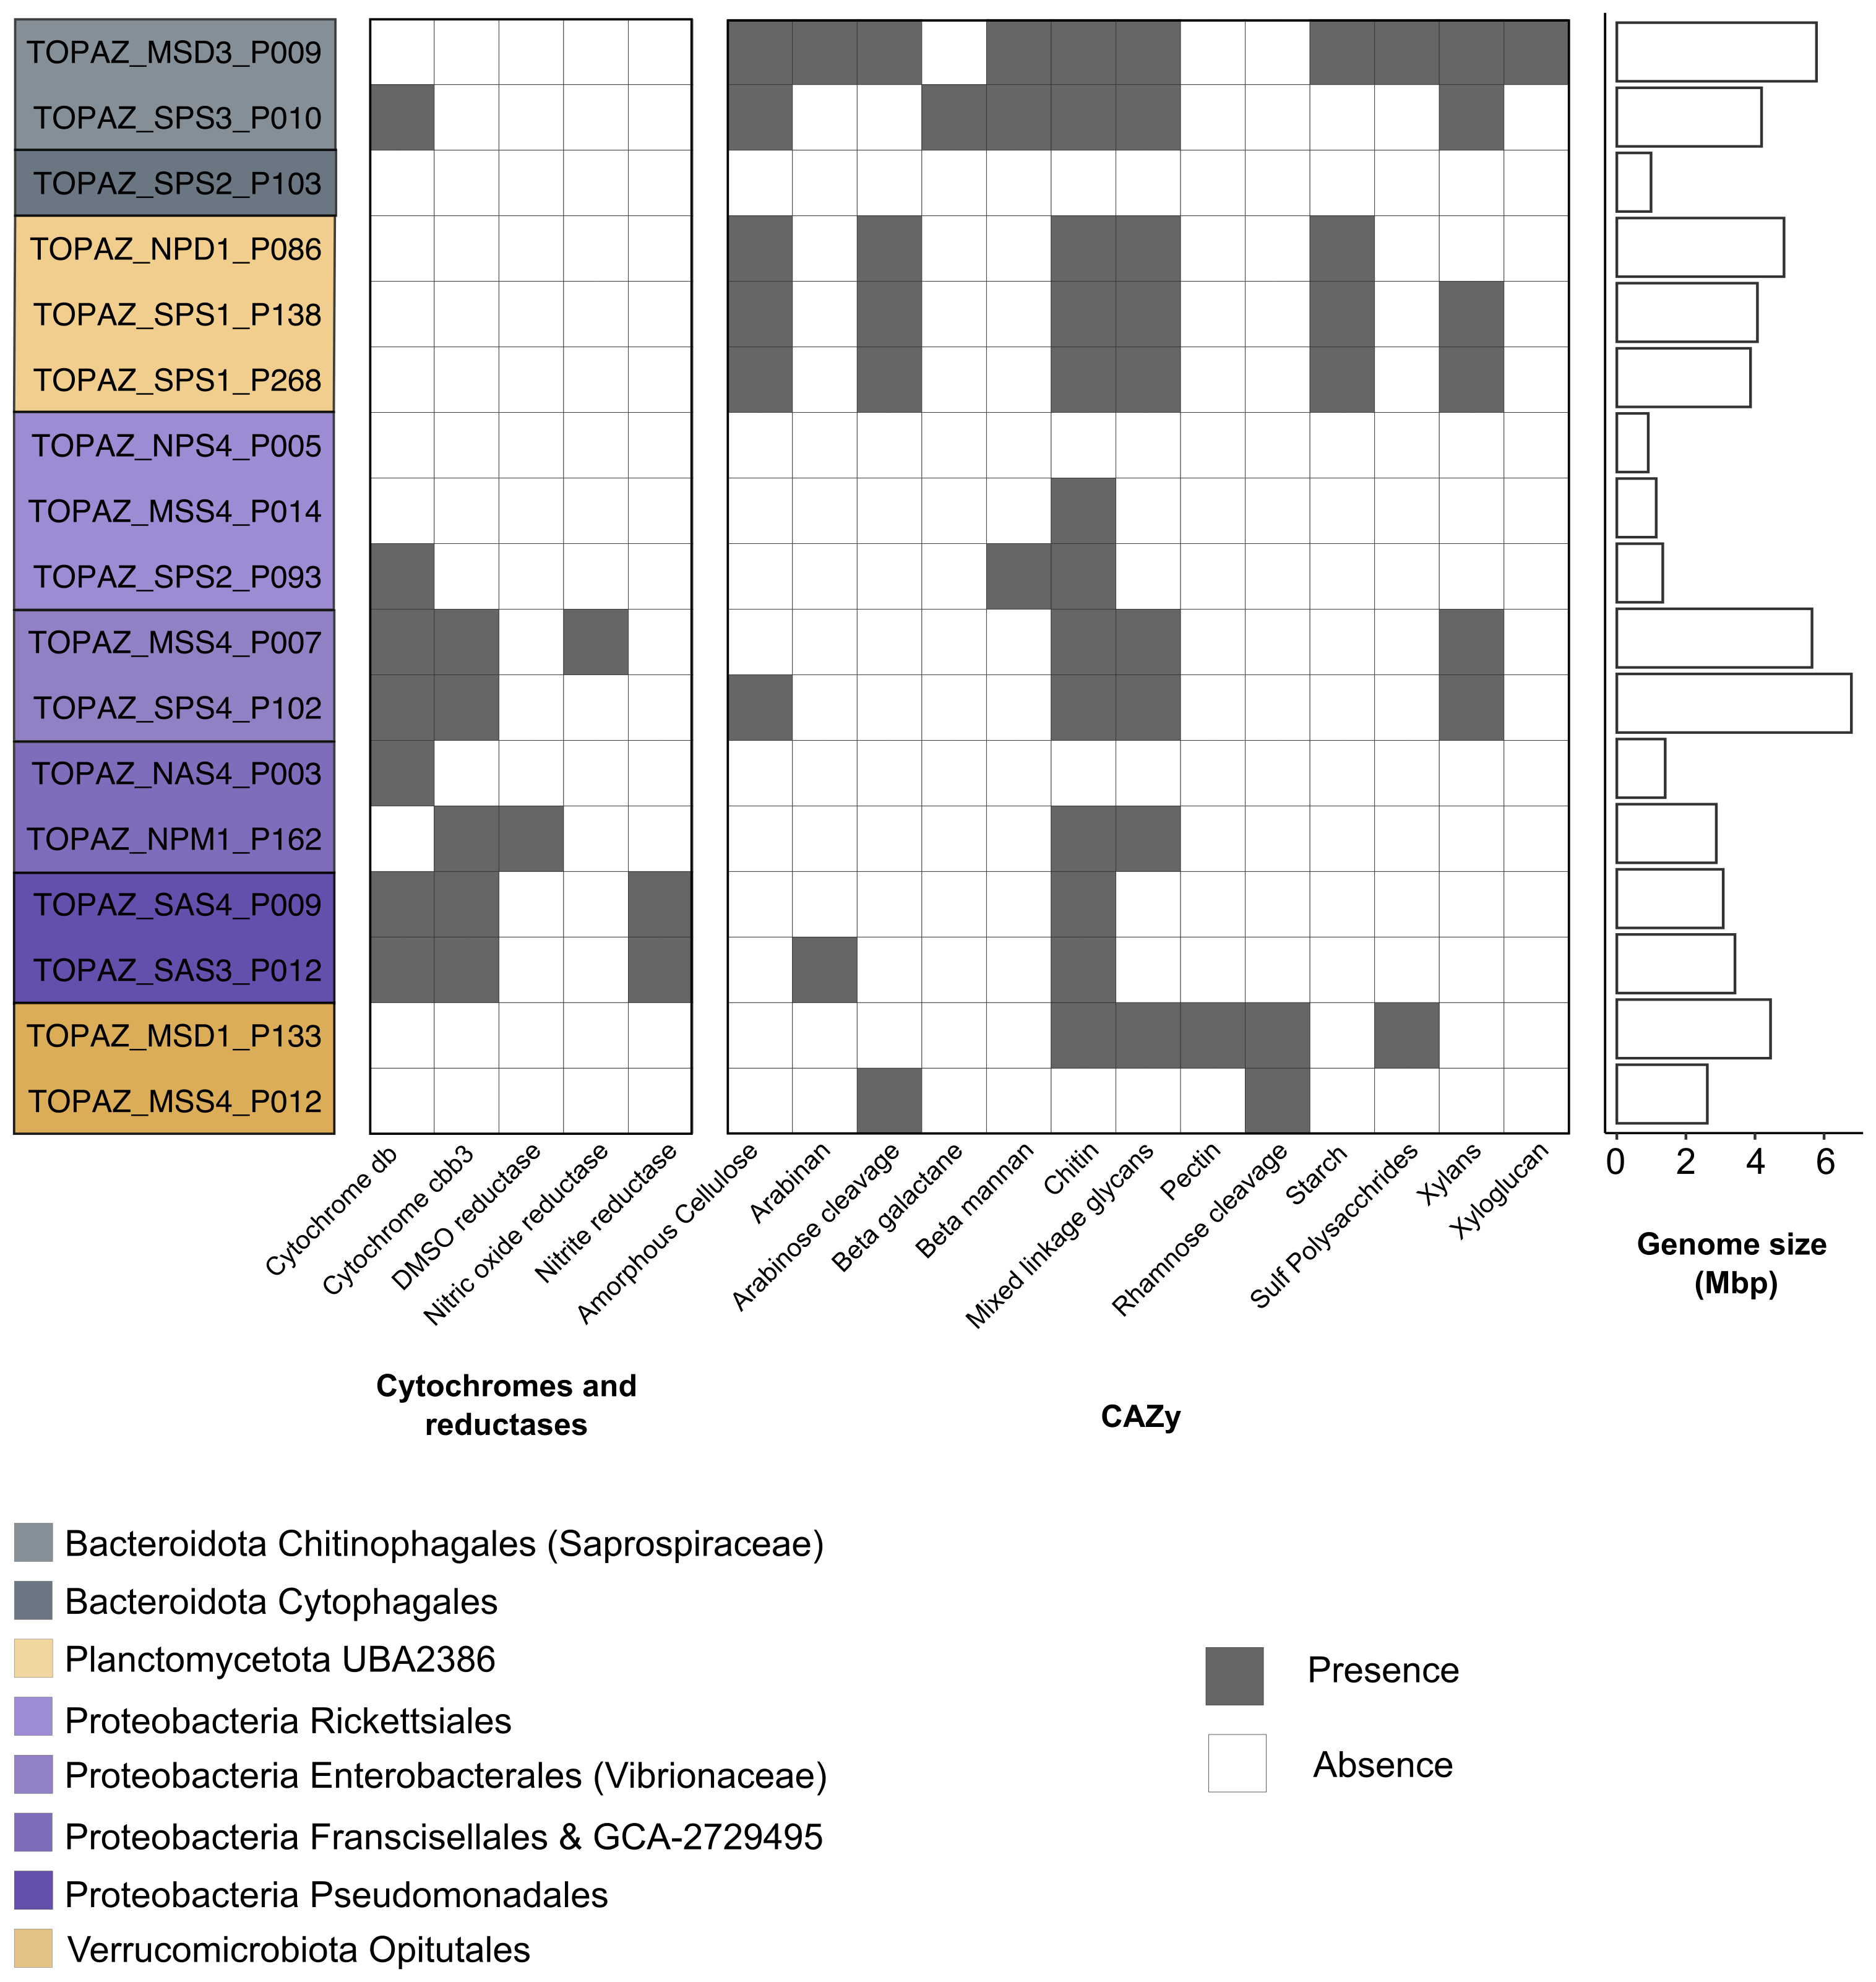 TOPAZ_MSD3_P009
TOPAZ_SPS3_P010
TOPAZ_SPS2_P103
TOPAZ_NPD1_P086
TOPAZ_SPS1_P138
TOPAZ_SPS1_P268
TOPAZ_NPS4_P005
TOPAZ_MSS4_P014
TOPAZ_SPS2_P093
TOPAZ_MSS4_P007
TOPAZ_SPS4_P102
TOPAZ_NAS4_P003
TOPAZ_NPM1_P162
TOPAZ_SAS4_P009
TOPAZ_SAS3_P012
TOPAZ_MSD1_P133
TOPAZ_MSS4_P012
Cytochrome db
Cytochrome cbb3
DMSO reductase
Nitric oxide reductase
Nitrite reductase
Amorphous Cellulose
Arabinan
Arabinose cleavage
Beta galactane
Beta mannan
Chitin
Mixed linkage glycans
Pectin
Rhamnose cleavage
Starch
Sulf Polysacchrides
Xylans
Xyloglucan
0 2 4 6
Genome size
(Mbp)
Cytochromes and
reductases
CAZy
Bacteroidota Chitinophagales (Saprospiraceae)
Bacteroidota Cytophagales
Planctomycetota UBA2386
Proteobacteria Rickettsiales
Proteobacteria Enterobacterales (Vibrionaceae)
Proteobacteria Franscisellales & GCA-2729495
Proteobacteria Pseudomonadales
Verrucomicrobiota Opitutales
Presence
Absence